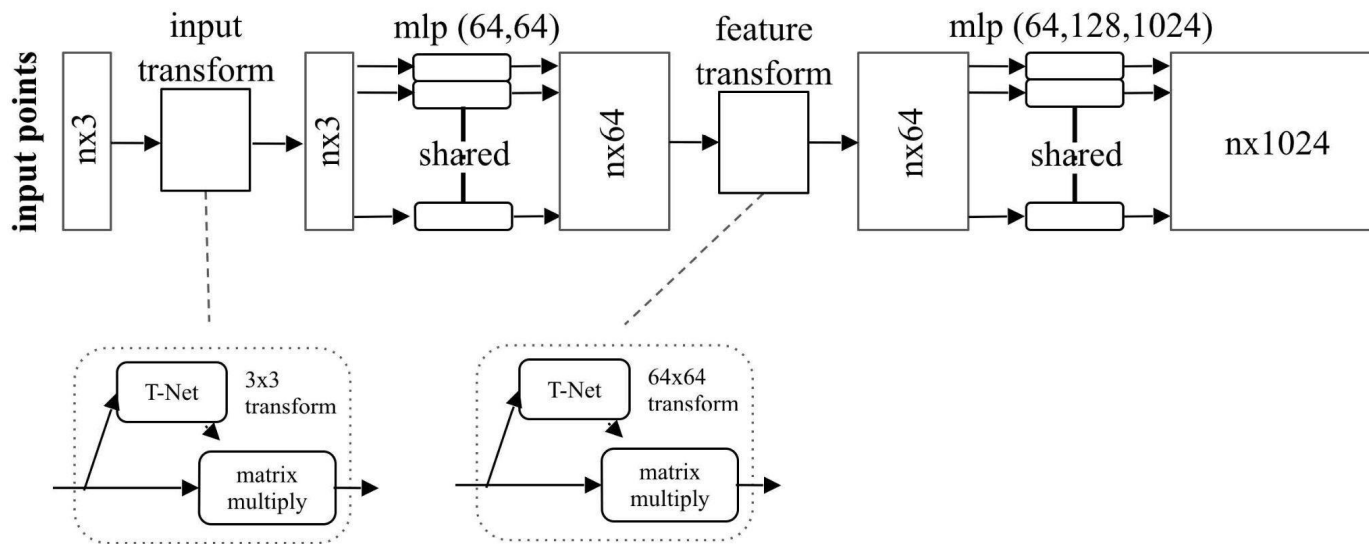 input points
nx3
input
transform
nx3
mlp (64,64)
shared
nx64
feature
transform
nx64
mlp (64,128,1024)
shared
nx1024
T-Net
3x3
transform
matrix
multiply
T-Net
64x64
transform
matrix
multiply